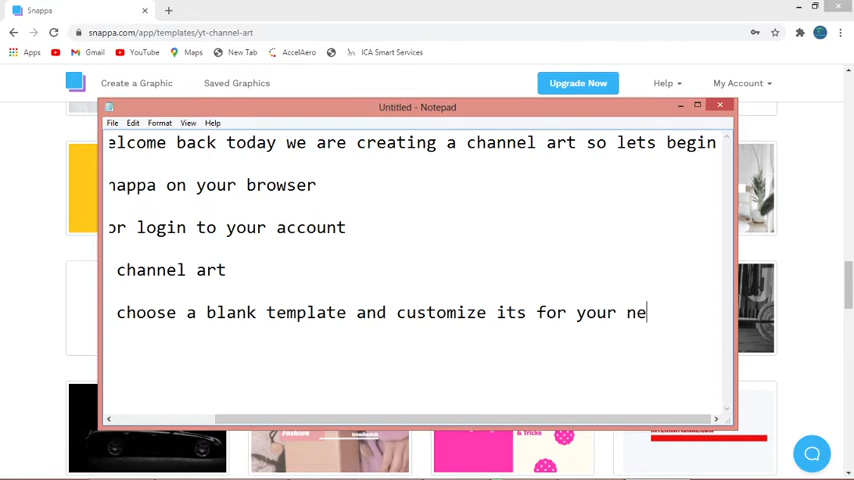 Snappa
snappa.com/app/templates/yt-channel-art
Apps
Gmail
YouTube
Maps
New Tab
AccelAero
ICA Smart Services
Create a Graphic
Saved Graphics
Upgrade Now
Help
My Account
Untitled - Notepad
File Edit Format View Help
elcome back today we are creating a channel art so lets begin
nappa on your browser
or login to your account
channel art
choose a blank template and customize its for your ne
Fashion
& tricks